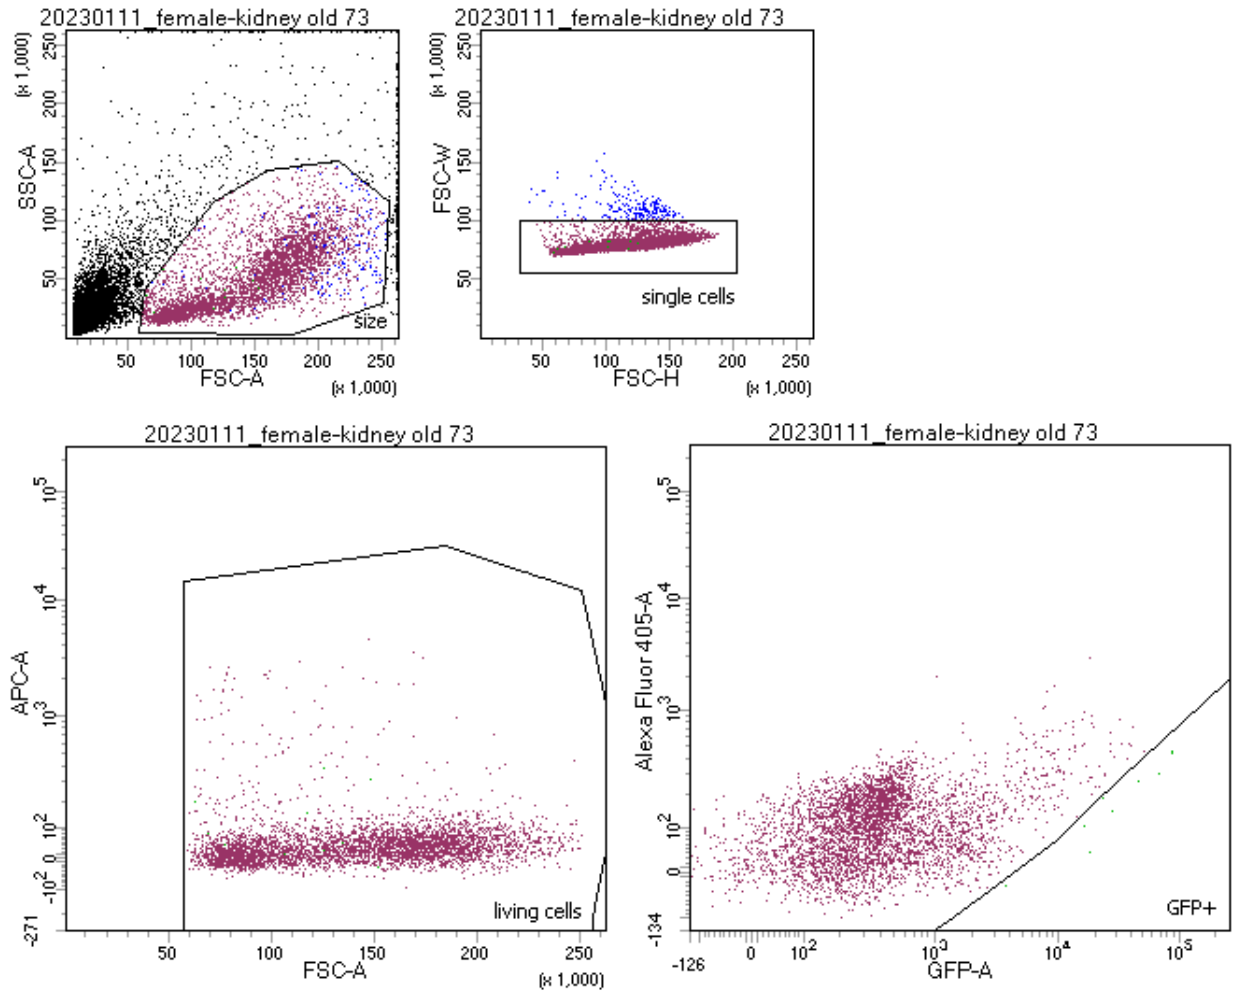 20230111_female-kidney old 73
(x 1,000)
SSC-A
250
200
150
100
50
size
50 100 150 200 250
FSC-A
(x 1,000)
20230111_female-kidney old 73
(x 1,000)
FSC-W
250
200
150
100
50
single cells
50 100 150 200 250
FSC-H
(x 1,000)
20230111_female-kidney old 73
APC-A
10^5
10^4
10^3
10^2
0
-10^2
-271
living cells
50 100 150 200 250
FSC-A
(x 1,000)
20230111_female-kidney old 73
Alexa Fluor 405-A
10^5
10^4
10^3
10^2
0
-134
GFP+
-126 0 10^2 10^3 10^4 10^5
GFP-A